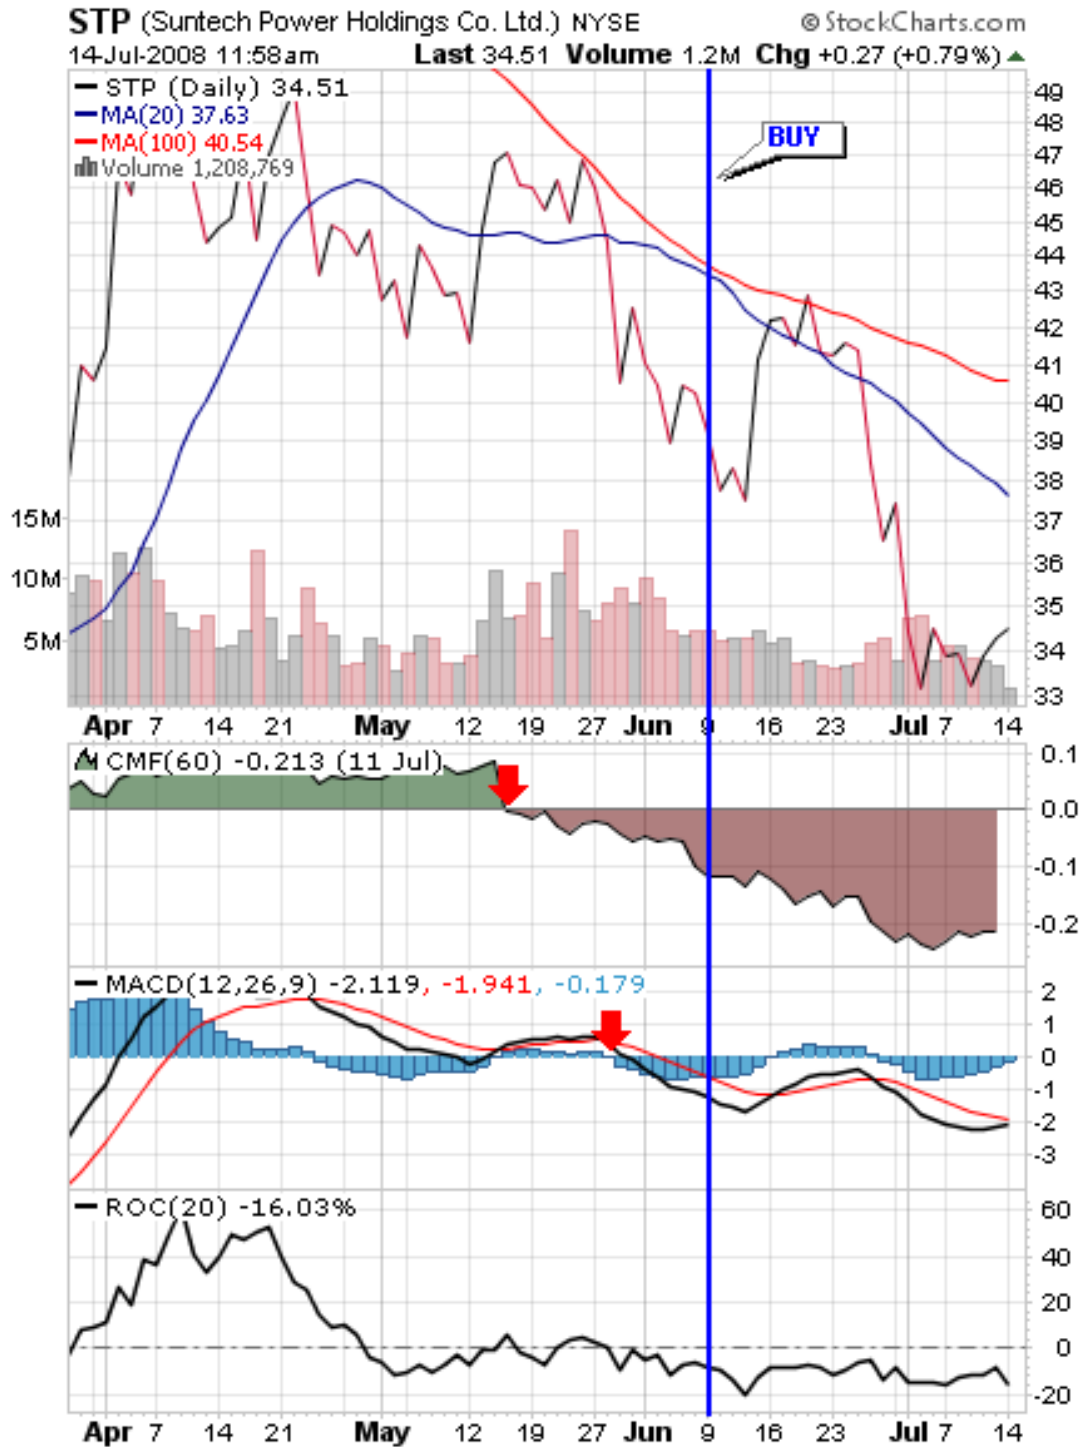 STP (Suntech Power Holdings Co. Ltd.) NYSE © StockCharts.com
14-Jul-2008 11:58am Last 34.51 Volume 1.2M Chg +0.27 (+0.79%)
STP (Daily) 34.51
MA(20) 37.63
MA(100) 40.54
Volume 1,208,769
BUY
49
48
47
46
45
44
43
42
41
40
39
38
37
36
35
34
33
15M
10M
5M
Apr 7 14 21 May 12 19 27 Jun 9 16 23 Jul 7 14
CMF(60) -0.213 (11 Jul)
0.1
0.0
-0.1
-0.2
MACD(12,26,9) -2.119, -1.941, -0.179
2
1
0
-1
-2
-3
ROC(20) -16.03%
60
40
20
0
-20
Apr 7 14 21 May 12 19 27 Jun 9 16 23 Jul 7 14